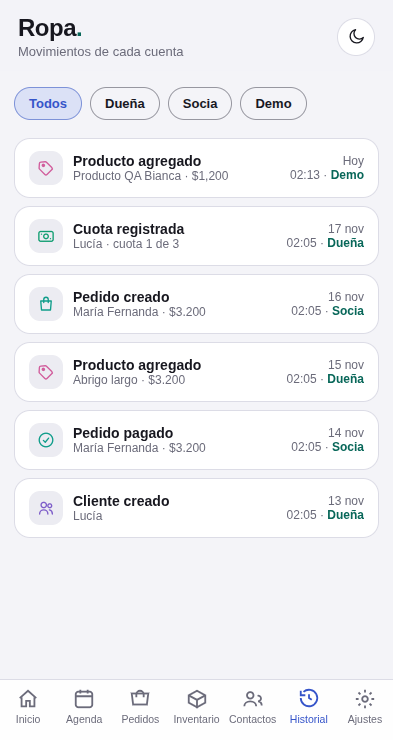 Ropa.
Movimientos de cada cuenta
Todos
Dueña
Socia
Demo
Producto agregado
Producto QA Bianca · $1,200
Hoy
02:13 · Demo
Cuota registrada
Lucía · cuota 1 de 3
17 nov
02:05 · Dueña
Pedido creado
María Fernanda · $3.200
16 nov
02:05 · Socia
Producto agregado
Abrigo largo · $3.200
15 nov
02:05 · Dueña
Pedido pagado
María Fernanda · $3.200
14 nov
02:05 · Socia
Cliente creado
Lucía
13 nov
02:05 · Dueña
Inicio
Agenda
Pedidos
Inventario
Contactos
Historial
Ajustes